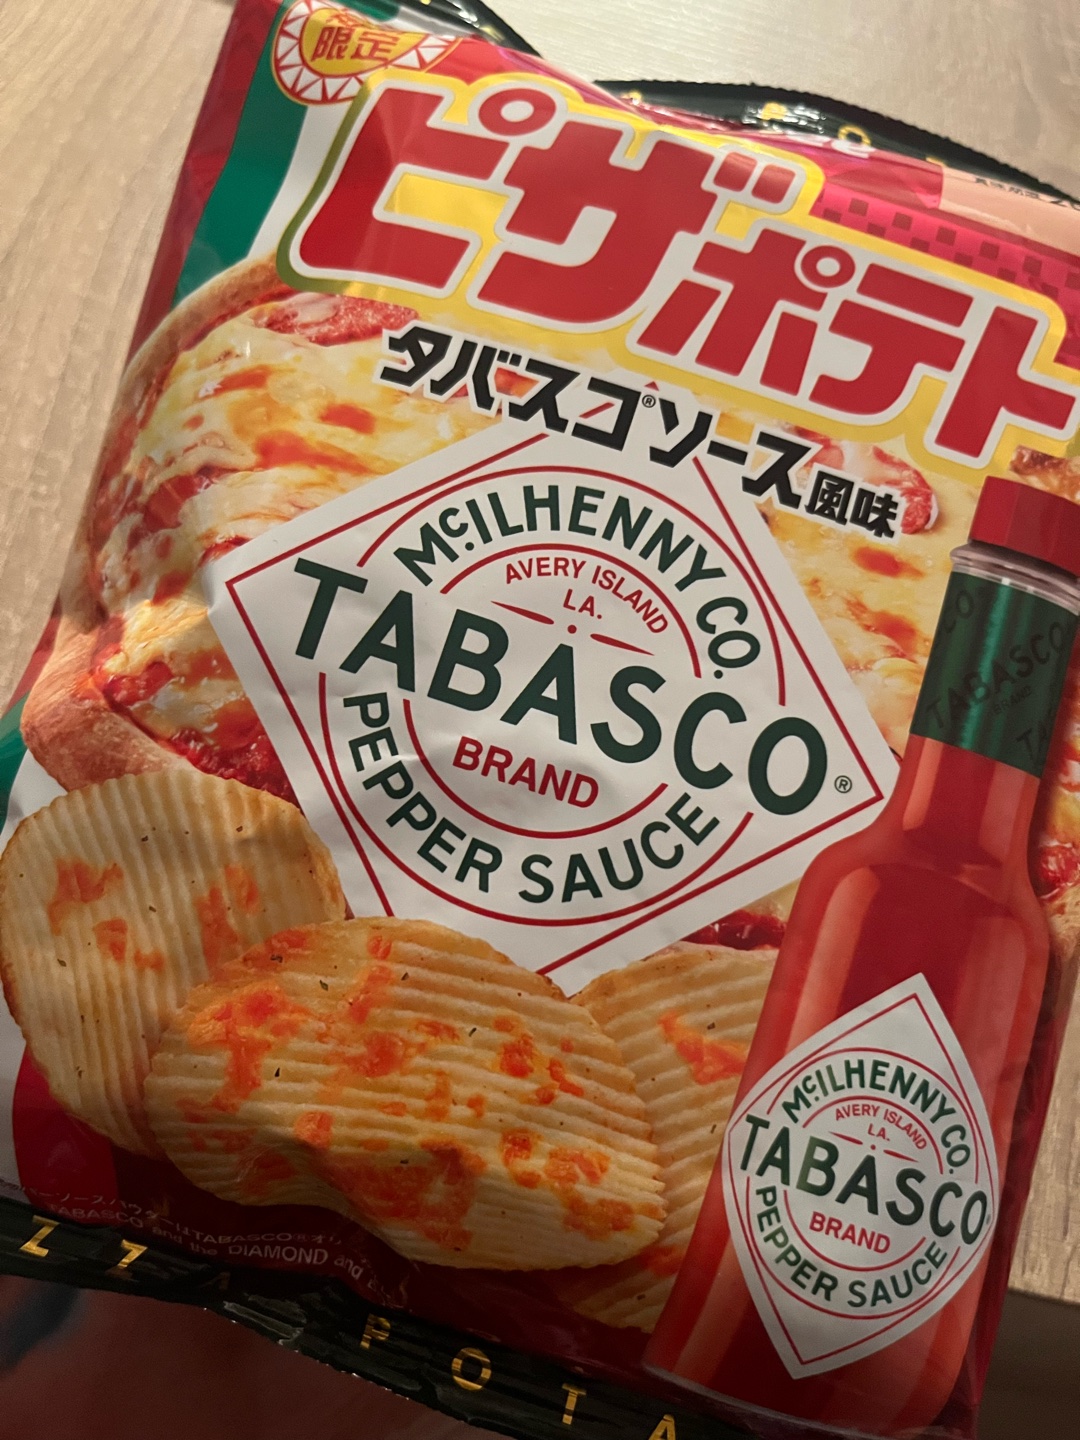 限定
ピザポテト
タバスコ®ソース風味
McILHENNY CO.
AVERY ISLAND
LA.
TABASCO®
BRAND
PEPPER SAUCE
TABASCO
BRAND
McILHENNY CO.
AVERY ISLAND
LA.
TABASCO®
BRAND
PEPPER SAUCE
TABASCO and the DIAMOND and
ZZA POTA